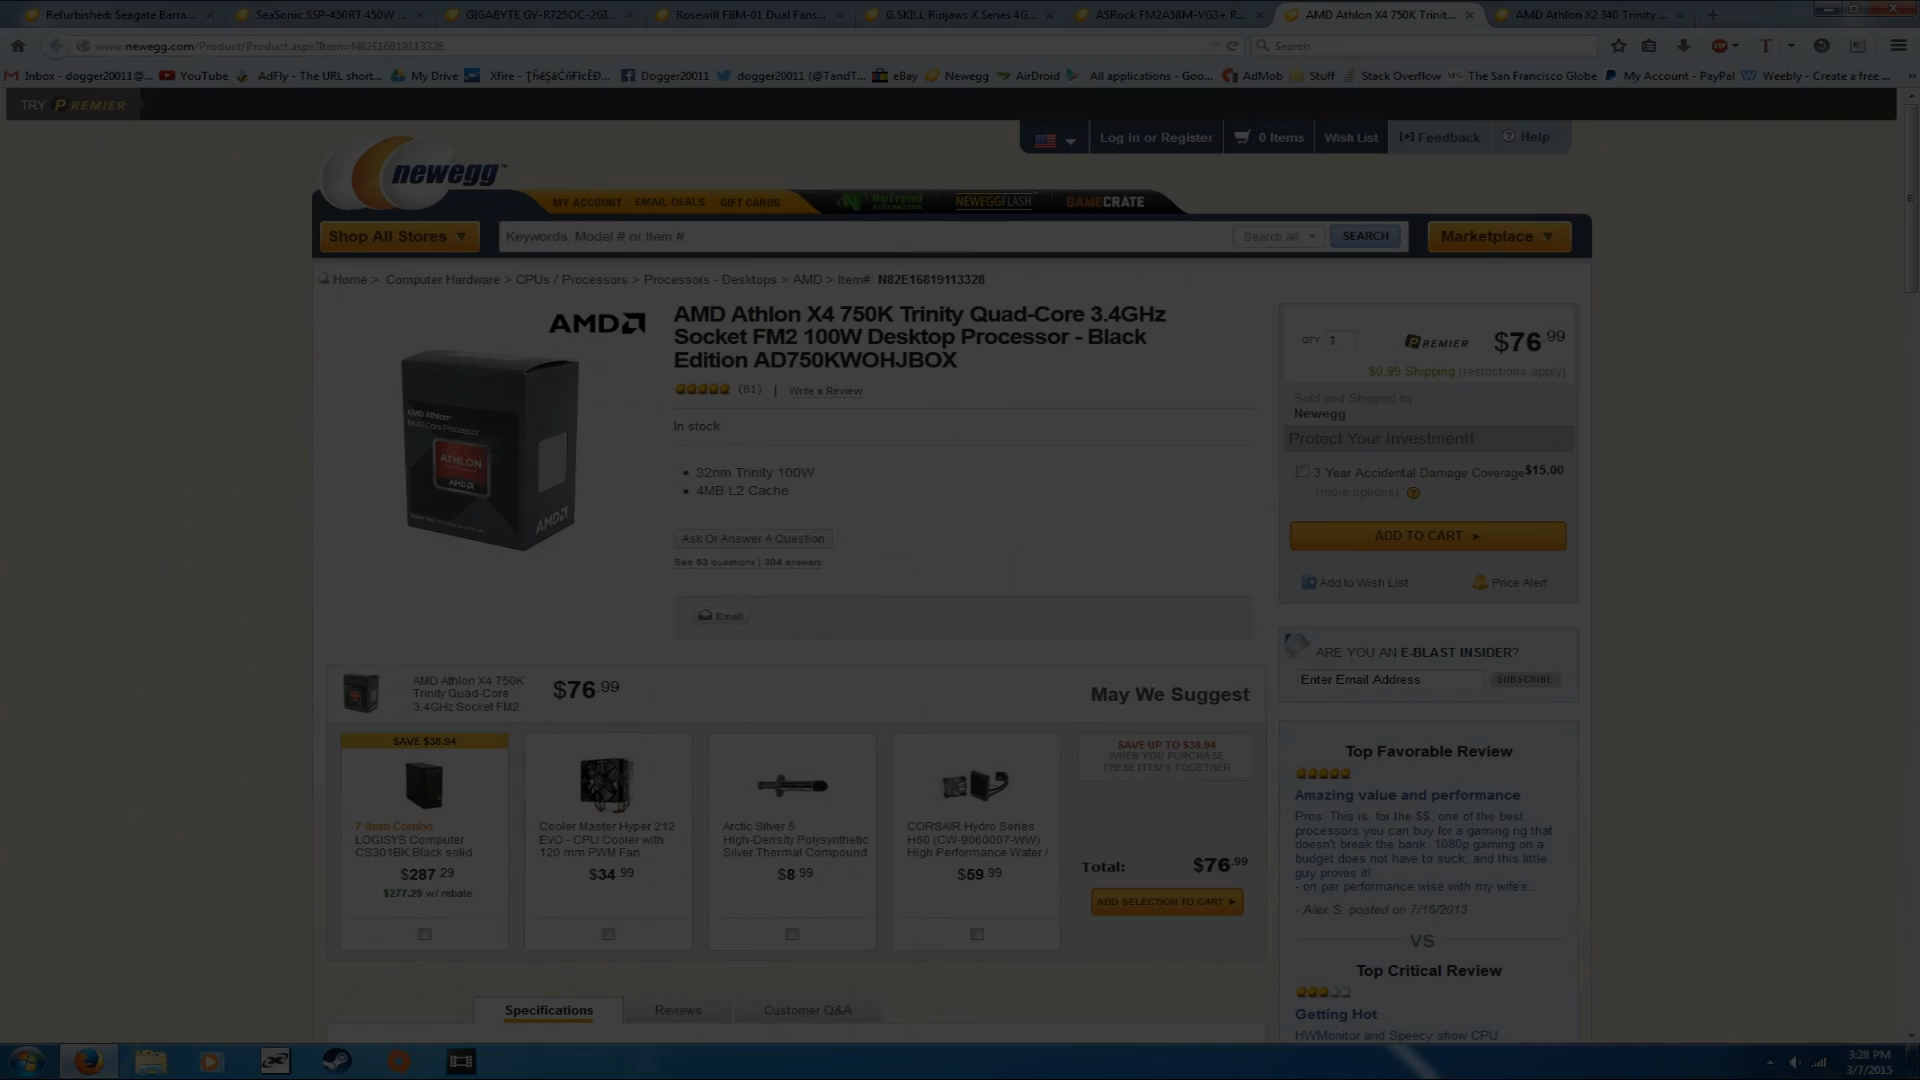 Refurbished: Seagate Barra...
SeaSonic SSP-450RT 450W ...
GIGABYTE GV-R725OC-2GI...
Rosewill FBM-01 Dual Fans...
G.SKILL Ripjaws X Series 4G...
ASRock FM2A58M-VG3+ R...
AMD Athlon X4 750K Trinit...
AMD Athlon X2 340 Trinity ...
www.newegg.com/Product/Product.aspx?Item=N82E16819113328
Search
Inbox - dogger20011@...
YouTube
AdFly - The URL short...
My Drive
Dogger20011
dogger20011 (@TandT...
eBay
Newegg
AirDroid
All applications - Goo...
AdMob
Stuff
Stack Overflow
The San Francisco Globe
My Account - PayPal
Weebly - Create a free ...
TRY PREMIER
Log in or Register
0 Items
Wish List
[+] Feedback
Help
newegg
MY ACCOUNT
EMAIL DEALS
GIFT CARDS
NEWEGGFLASH
GAMECRATE
Shop All Stores
Keywords, Model # or Item #
Search all
SEARCH
Marketplace
Home > Computer Hardware > CPUs / Processors > Processors - Desktops > AMD > Item#: N82E16819113328
AMD
AMD Athlon X4 750K Trinity Quad-Core 3.4GHz
Socket FM2 100W Desktop Processor - Black
Edition AD750KWOHJBOX
(81) | Write a Review
In stock
32nm Trinity 100W
4MB L2 Cache
Ask Or Answer A Question
See 53 questions | 304 answers
Email
AMD Athlon
Multi-Core Processor
ATHLON
AMD
AMD
QTY: 1
PREMIER
$76.99
$0.99 Shipping (restrictions apply)
Sold and Shipped by
Newegg
Protect Your Investment!
3 Year Accidental Damage Coverage $15.00
(more options)
ADD TO CART
Add to Wish List
Price Alert
ARE YOU AN E-BLAST INSIDER?
Enter Email Address
SUBSCRIBE
AMD Athlon X4 750K
Trinity Quad-Core
3.4GHz Socket FM2
$76.99
May We Suggest
SAVE $38.94
7 Item Combo
LOGISYS Computer
CS301BK Black solid
$287.29
$277.29 w/ rebate
Cooler Master Hyper 212
EVO - CPU Cooler with
120 mm PWM Fan
$34.99
Arctic Silver 5
High-Density Polysynthetic
Silver Thermal Compound
$8.99
CORSAIR Hydro Series
H60 (CW-9060007-WW)
High Performance Water /
$59.99
SAVE UP TO $38.94
WHEN YOU PURCHASE
THESE ITEMS TOGETHER
Total: $76.99
ADD SELECTION TO CART
Top Favorable Review
Amazing value and performance
Pros: This is, for the $$, one of the best
processors you can buy for a gaming rig that
doesn't break the bank. 1080p gaming on a
budget does not have to suck, and this little
guy proves it!
- on par performance wise with my wife's...
- Alex S. posted on 7/16/2013
VS
Top Critical Review
Getting Hot
HWMonitor and Speecy show CPU
Specifications
Reviews
Customer Q&A
3:28 PM
3/7/2015